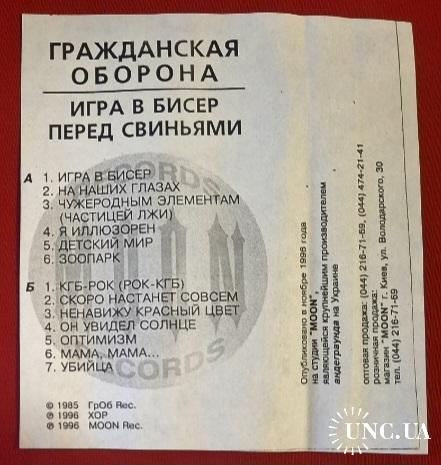 ГРАЖДАНСКАЯ
ОБОРОНА
ИГРА В БИСЕР
ПЕРЕД СВИНЬЯМИ
А 1. ИГРА В БИСЕР
2. НА НАШИХ ГЛАЗАХ
3. ЧУЖЕРОДНЫМ ЭЛЕМЕНТАМ
(ЧАСТИЦЕЙ ЛЖИ)
4. Я ИЛЛЮЗОРЕН
5. ДЕТСКИЙ МИР
6. ЗООПАРК
Б 1. КГБ-РОК (РОК-КГБ)
2. СКОРО НАСТАНЕТ СОВСЕМ
3. НЕНАВИЖУ КРАСНЫЙ ЦВЕТ
4. ОН УВИДЕЛ СОЛНЦЕ
5. ОПТИМИЗМ
6. МАМА, МАМА...
7. УБИЙЦА
℗ 1985 ГрОб Rec.
℗ 1996 ХОР
© 1996 MOON Rec.
RECORDS
MOON
RECORDS
Опубликовано в ноябре 1996 года
на студии "MOON",
являющейся крупнейшим производителем
андеграунда на Украине
оптовая продажа: (044) 216-71-69, (044) 474-21-41
розничная продажа:
магазин "MOON" г. Киев, ул. Володарского, 30
тел. (044) 216-71-69
UNC.UA